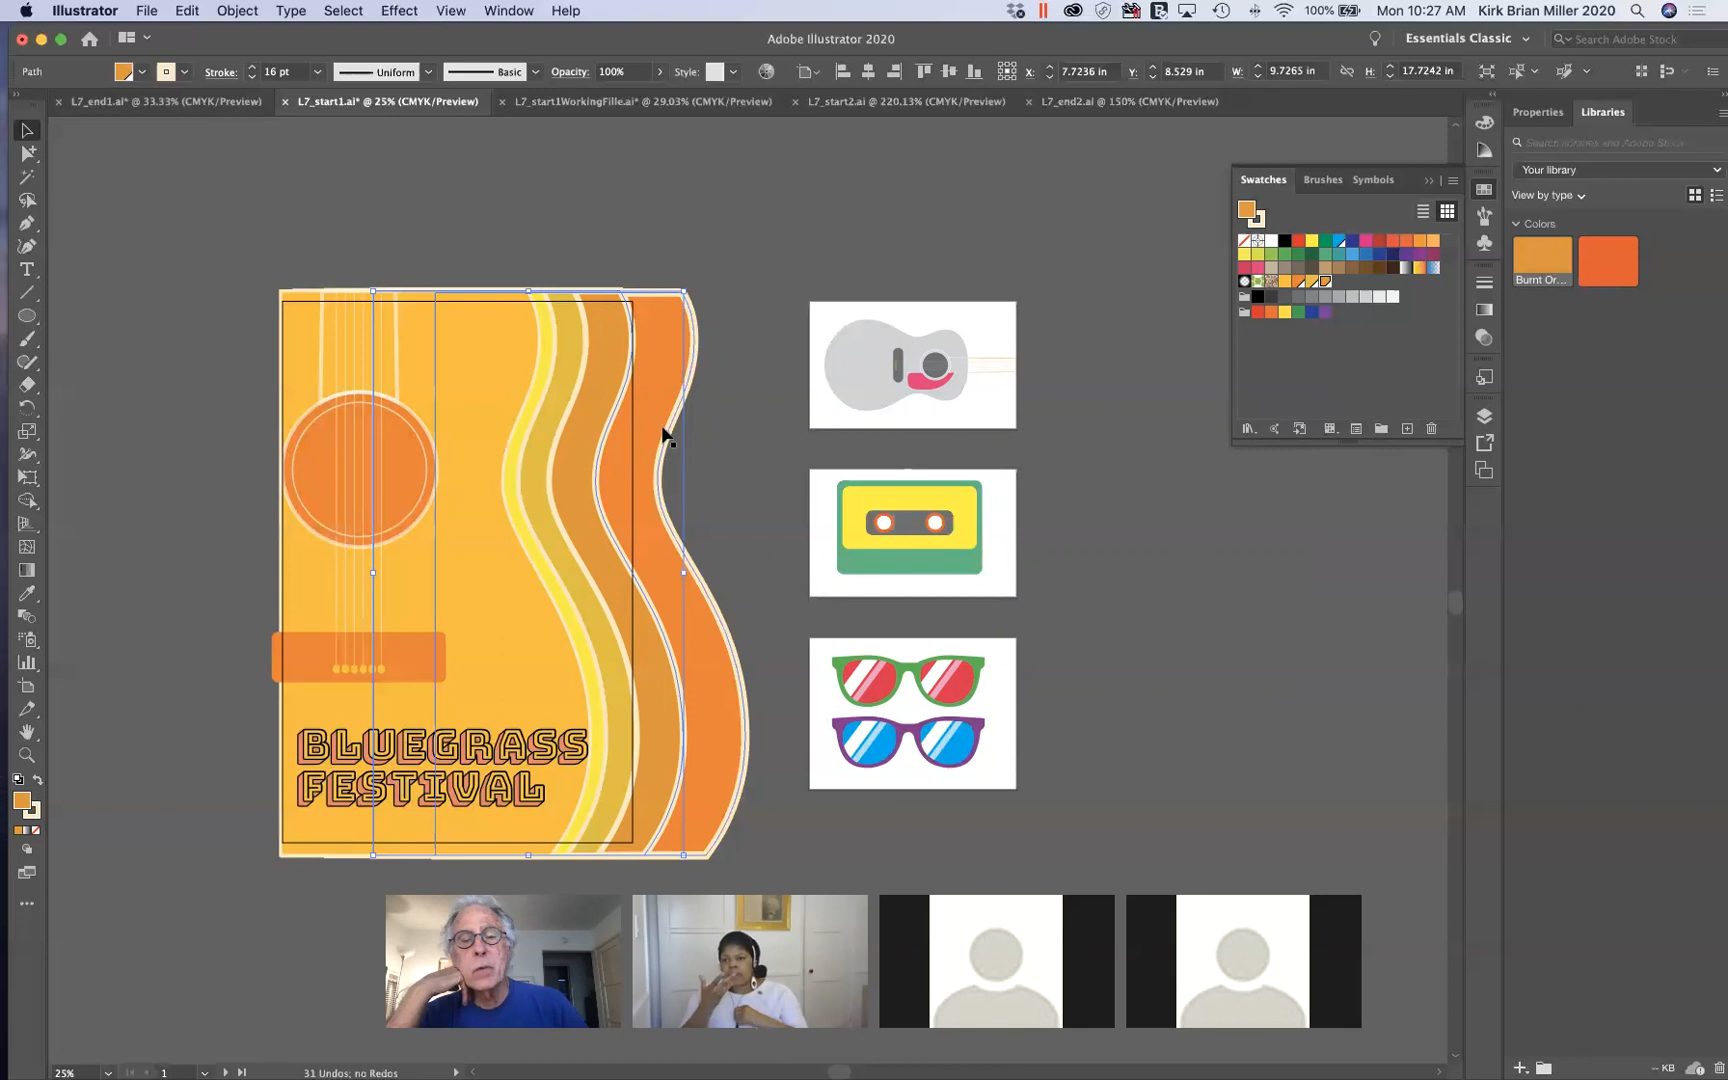 Illustrator File Edit Object Type Select Effect View Window Help
100% Mon 10:27 AM Kirk Brian Miller 2020
Adobe Illustrator 2020
Essentials Classic
Search Adobe Stock
Path
Stroke: 16 pt Uniform Basic Opacity: 100% Style:
X: 7.7236 in Y: 8.529 in W: 9.7265 in H: 17.7242 in
L7_end1.aI* @ 33.33% (CMYK/Preview)
L7_start1.ai* @ 25% (CMYK/Preview)
L7_start1WorkingFille.ai* @ 29.03% (CMYK/Preview)
L7_start2.ai @ 220.13% (CMYK/Preview)
L7_end2.ai @ 150% (CMYK/Preview)
Properties Libraries
Your library
View by type
Colors
Burnt Or...
Swatches Brushes Symbols
BLUEGRASS
FESTIVAL
25% 1 31 Undos; no Redos
-- KB